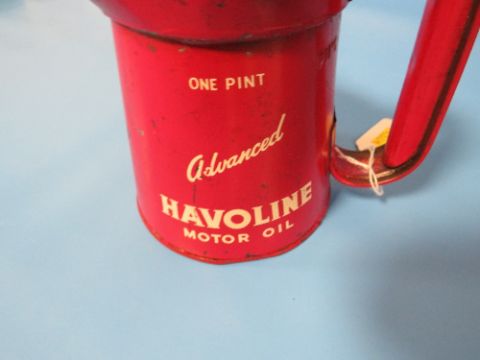 ONE PINT
Advanced
HAVOLINE
MOTOR OIL